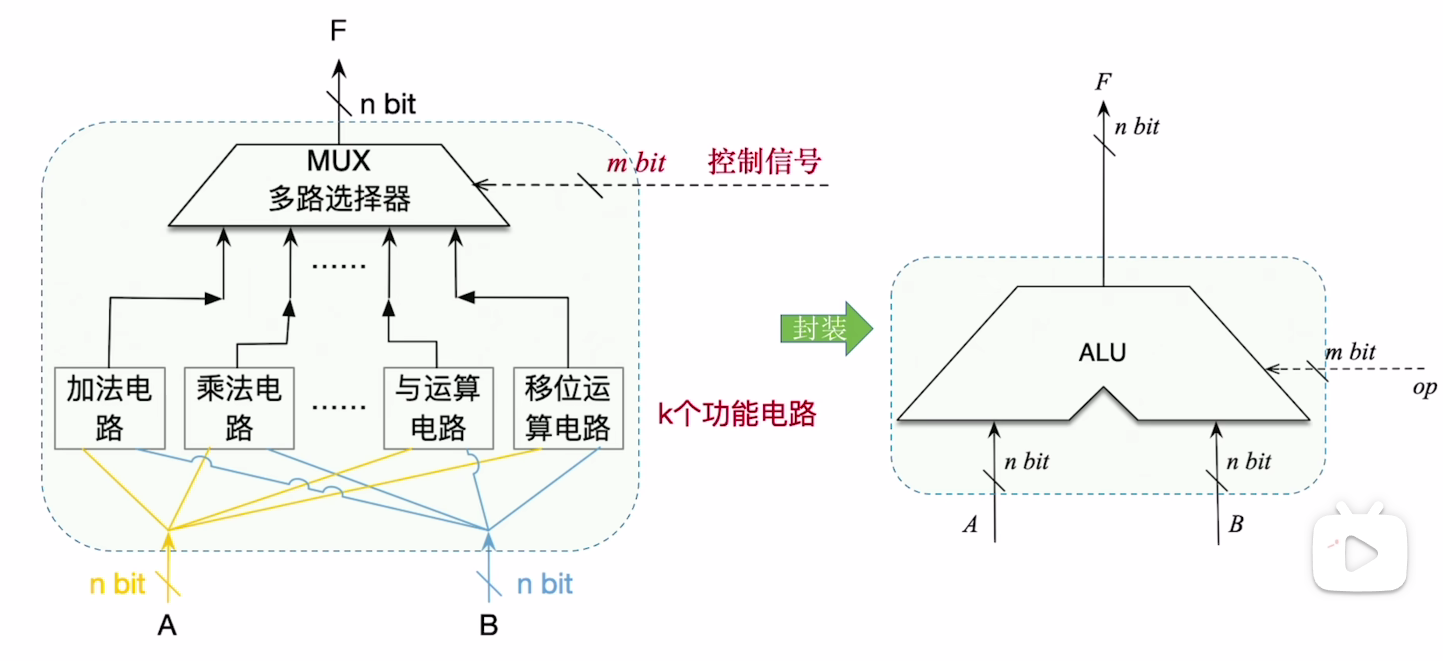 F
n bit
MUX
多路选择器
m bit 控制信号
......
加法电
路
乘法电
路
......
与运算
电路
移位运
算电路
k个功能电路
n bit
n bit
A
B
封装
F
n bit
ALU
m bit
op
n bit
n bit
A
B